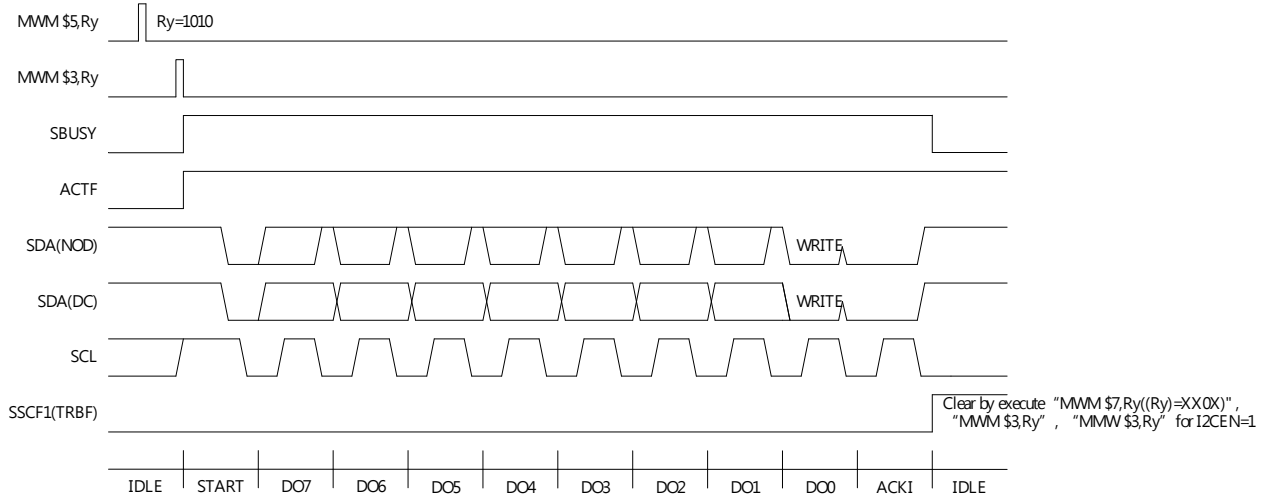 MWM $5,Ry
Ry=1010
MWM $3,Ry
SBUSY
ACTF
SDA(NOD)
WRITE
SDA(DC)
WRITE
SCL
SSCF1(TRBF)
Clear by execute “MWM $7,Ry((Ry)=XX0X)",
“MWM $3,Ry”, “MMW $3,Ry” for I2CEN=1
IDLE START DO7 DO6 DO5 DO4 DO3 DO2 DO1 DO0 ACKI IDLE